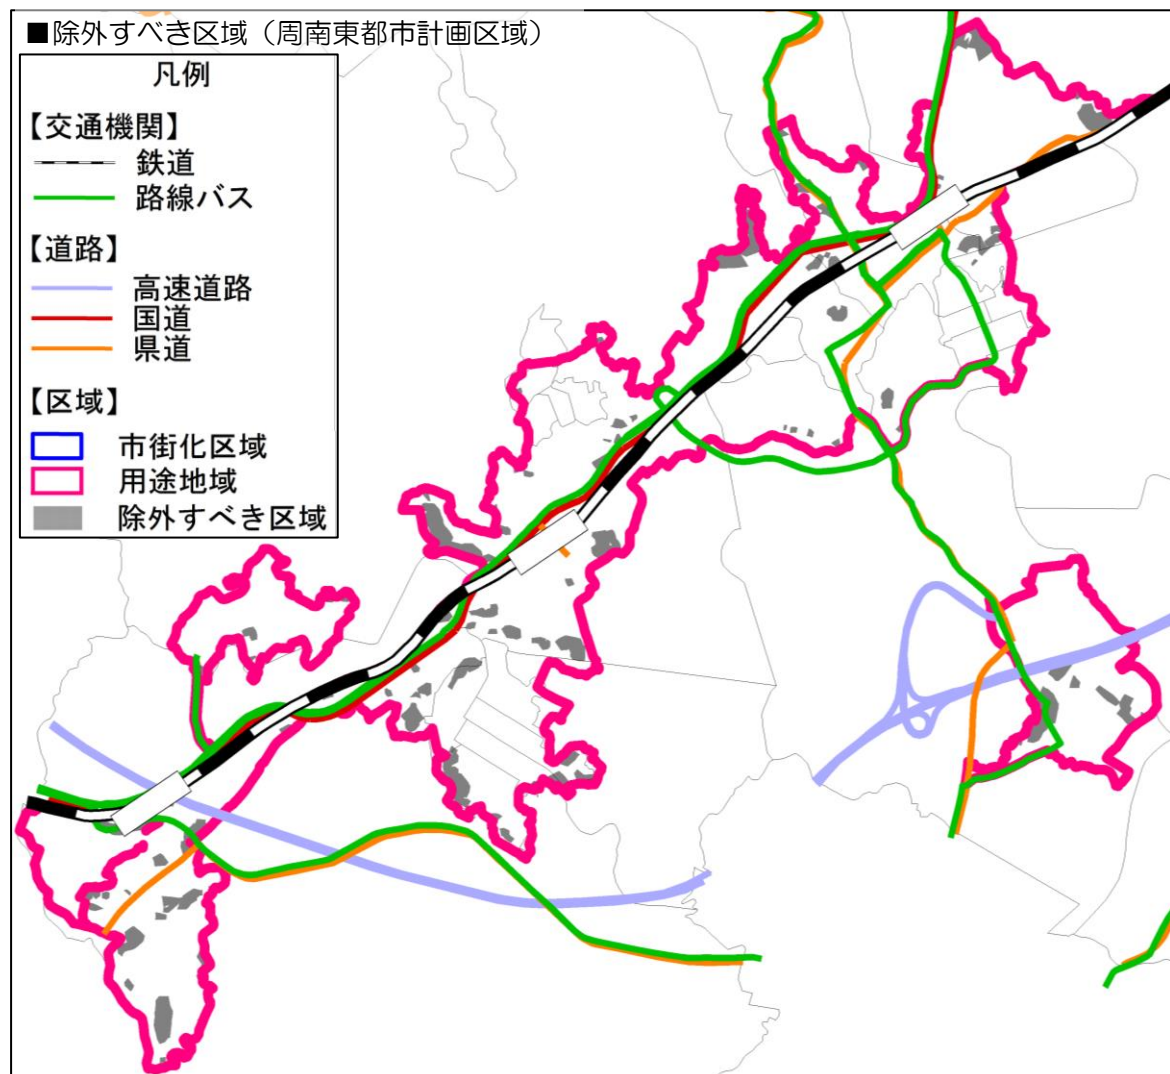 ■除外すべき区域（周南東都市計画区域）
凡例
【交通機関】
鉄道
路線バス
【道路】
高速道路
国道
県道
【区域】
市街化区域
用途地域
除外すべき区域